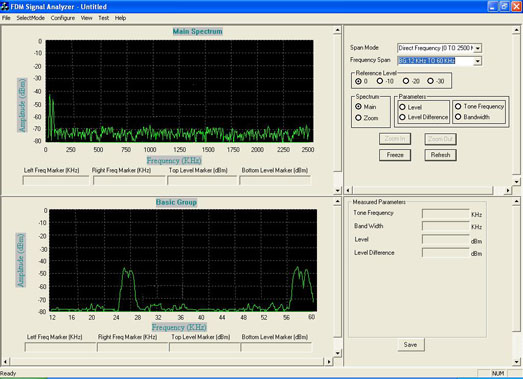 FDM Signal Analyzer - Untitled
File SelectMode Configure View Test Help
Main Spectrum
0
-10
-20
-30
-40
-50
-60
-70
-80
Amplitude (dBm)
0 250 500 750 1000 1250 1500 1750 2000 2250 2500
Frequency (KHz)
Left Freq Marker (KHz) Right Freq Marker (KHz) Top Level Marker (dBm) Bottom Level Marker (dBm)
Span Mode Direct Frequency (0 TO 2500 K
Frequency Span BG:12 KHz TO 60 KHz
Reference Level
0 -10 -20 -30
Spectrum
Main
Zoom
Parameters
Level Tone Frequency
Level Difference Bandwidth
Zoom In Zoom Out
Freeze Refresh
Basic Group
0
-10
-20
-30
-40
-50
-60
-70
-80
Amplitude (dBm)
12 16 20 24 28 32 36 40 44 48 52 56 60
Frequency (KHz)
Left Freq Marker (KHz) Right Freq Marker (KHz) Top Level Marker (dBm) Bottom Level Marker (dBm)
Measured Parameters
Tone Frequency KHz
Band Width KHz
Level dBm
Level Difference dBm
Save
Ready NUM